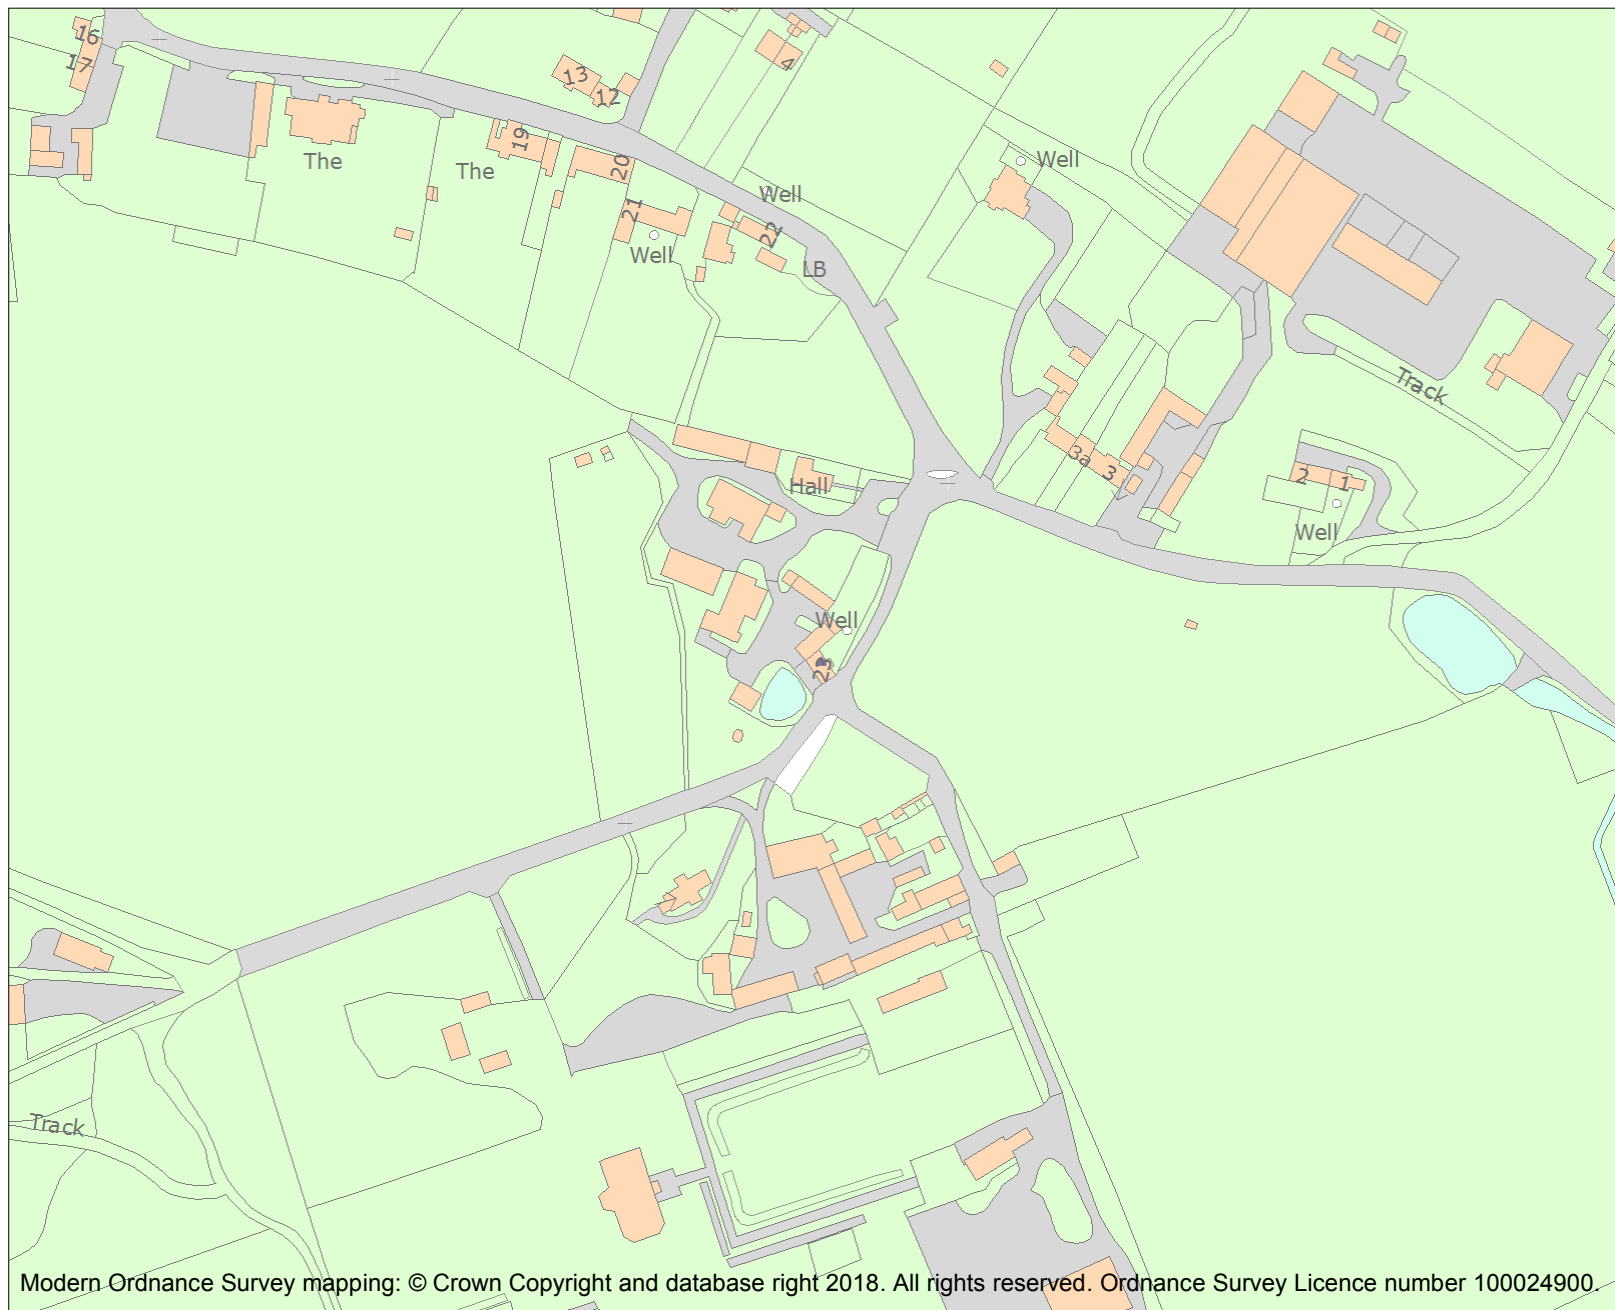 16
17
13
12
4
The
The
19
20
Well
Well
21
22
Well
LB
Track
3a
3
2
1
Hall
Well
Well
23
Track
Modern Ordnance Survey mapping: © Crown Copyright and database right 2018. All rights reserved. Ordnance Survey Licence number 100024900.